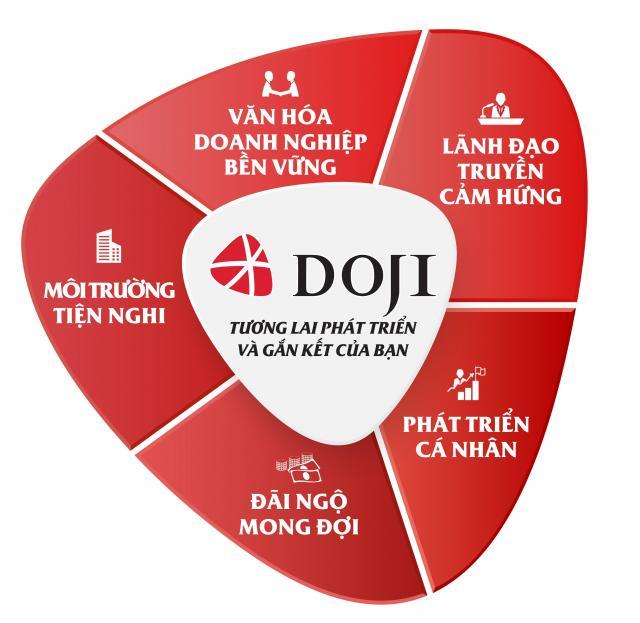 VĂN HÓA
DOANH NGHIỆP
BỀN VỮNG
LÃNH ĐẠO
TRUYỀN
CẢM HỨNG
MÔI TRƯỜNG
TIỆN NGHI
DOJI
TƯƠNG LAI PHÁT TRIỂN
VÀ GẮN KẾT CỦA BẠN
PHÁT TRIỂN
CÁ NHÂN
ĐÃI NGỘ
MONG ĐỢI